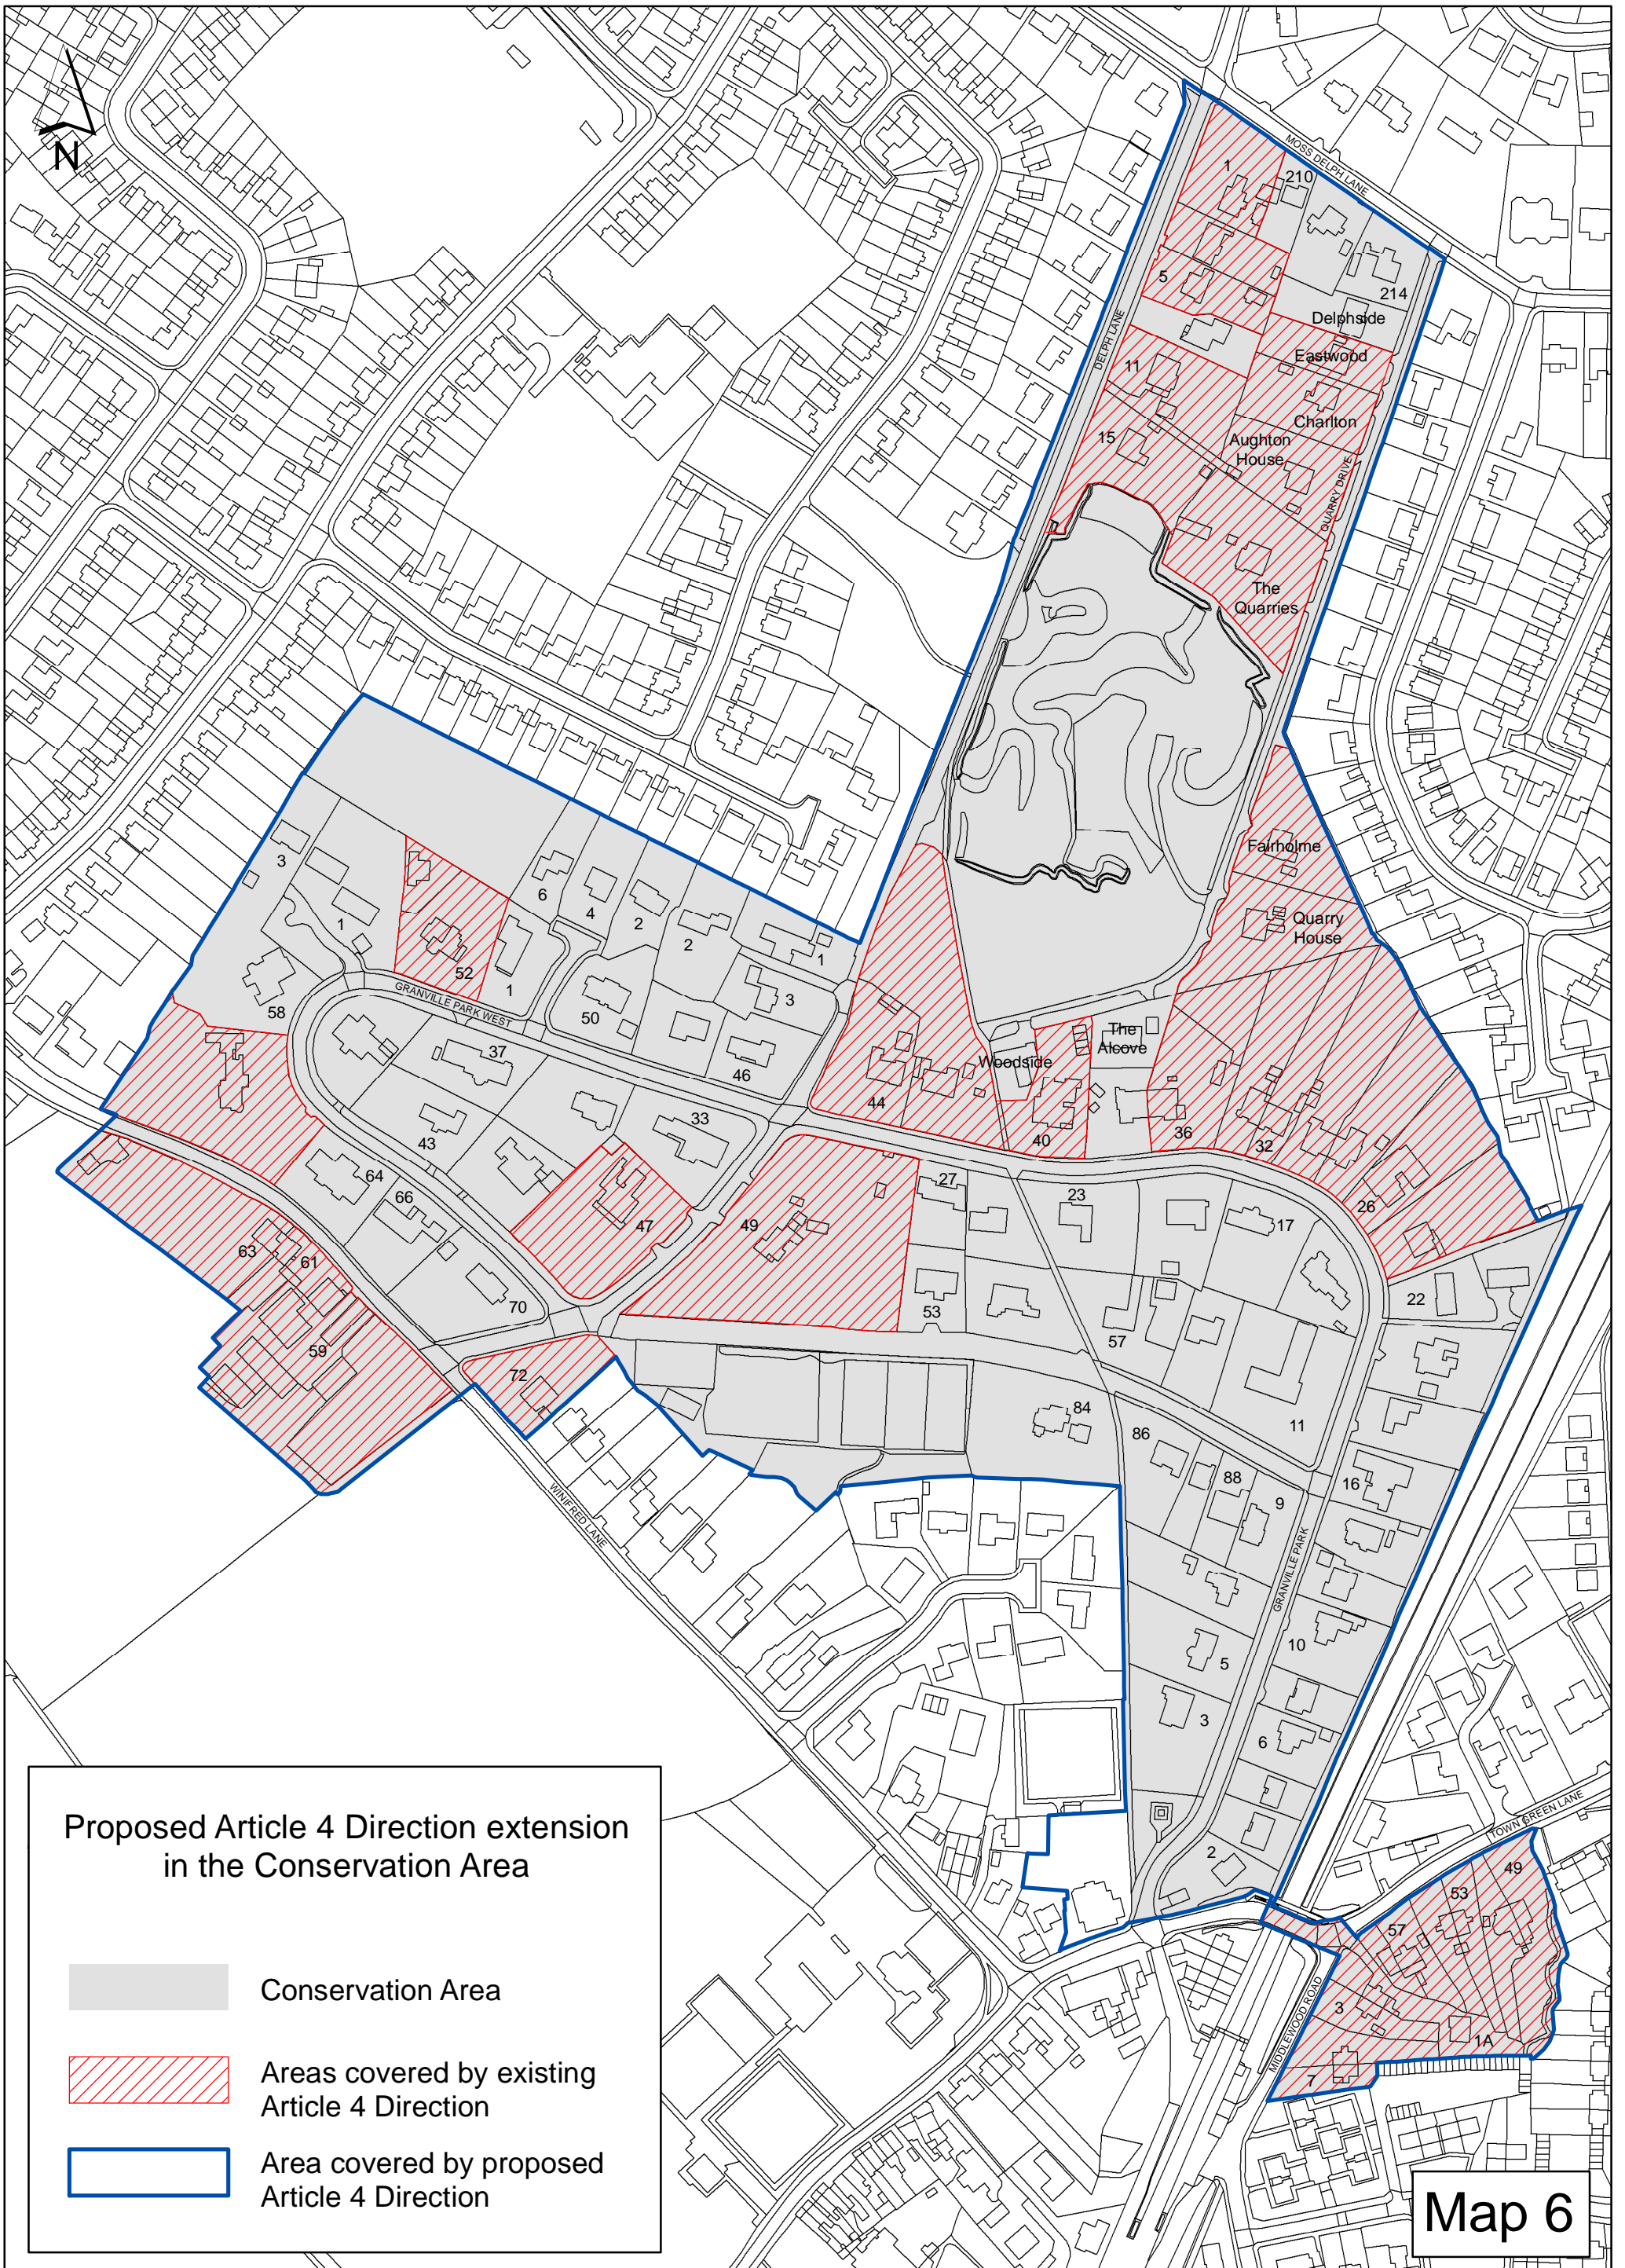 N
MOSS DELPH LANE
1
210
5
214
Delphside
DELPH LANE
Eastwood
11
Charlton
15
Aughton
House
QUARRY DRIVE
The
Quarries
Fairholme
3
6
4
2
2
1
1
Quarry
House
52
1
3
GRANVILLE PARK WEST
58
50
The
Alcove
37
Woodside
46
44
33
43
40
36
32
64
66
27
23
26
47
49
17
63
61
70
53
22
57
59
72
84
11
86
88
16
9
WINIFRED LANE
GRANVILLE PARK
10
5
3
6
TOWN GREEN LANE
2
49
53
57
MIDDLEWOOD ROAD
3
1A
7
Proposed Article 4 Direction extension
in the Conservation Area
Conservation Area
Areas covered by existing
Article 4 Direction
Area covered by proposed
Article 4 Direction
Map 6